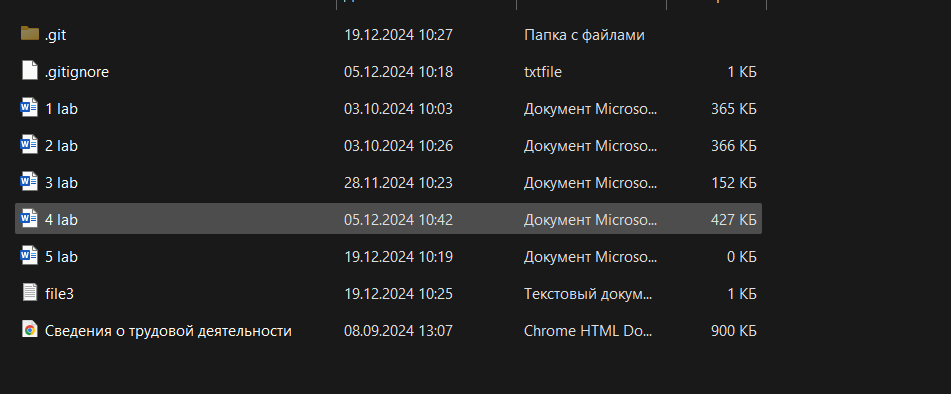 .git 19.12.2024 10:27 Папка с файлами
.gitignore 05.12.2024 10:18 txtfile 1 КБ
1 lab 03.10.2024 10:03 Документ Microso... 365 КБ
2 lab 03.10.2024 10:26 Документ Microso... 366 КБ
3 lab 28.11.2024 10:23 Документ Microso... 152 КБ
4 lab 05.12.2024 10:42 Документ Microso... 427 КБ
5 lab 19.12.2024 10:19 Документ Microso... 0 КБ
file3 19.12.2024 10:25 Текстовый докум... 1 КБ
Сведения о трудовой деятельности 08.09.2024 13:07 Chrome HTML Do... 900 КБ